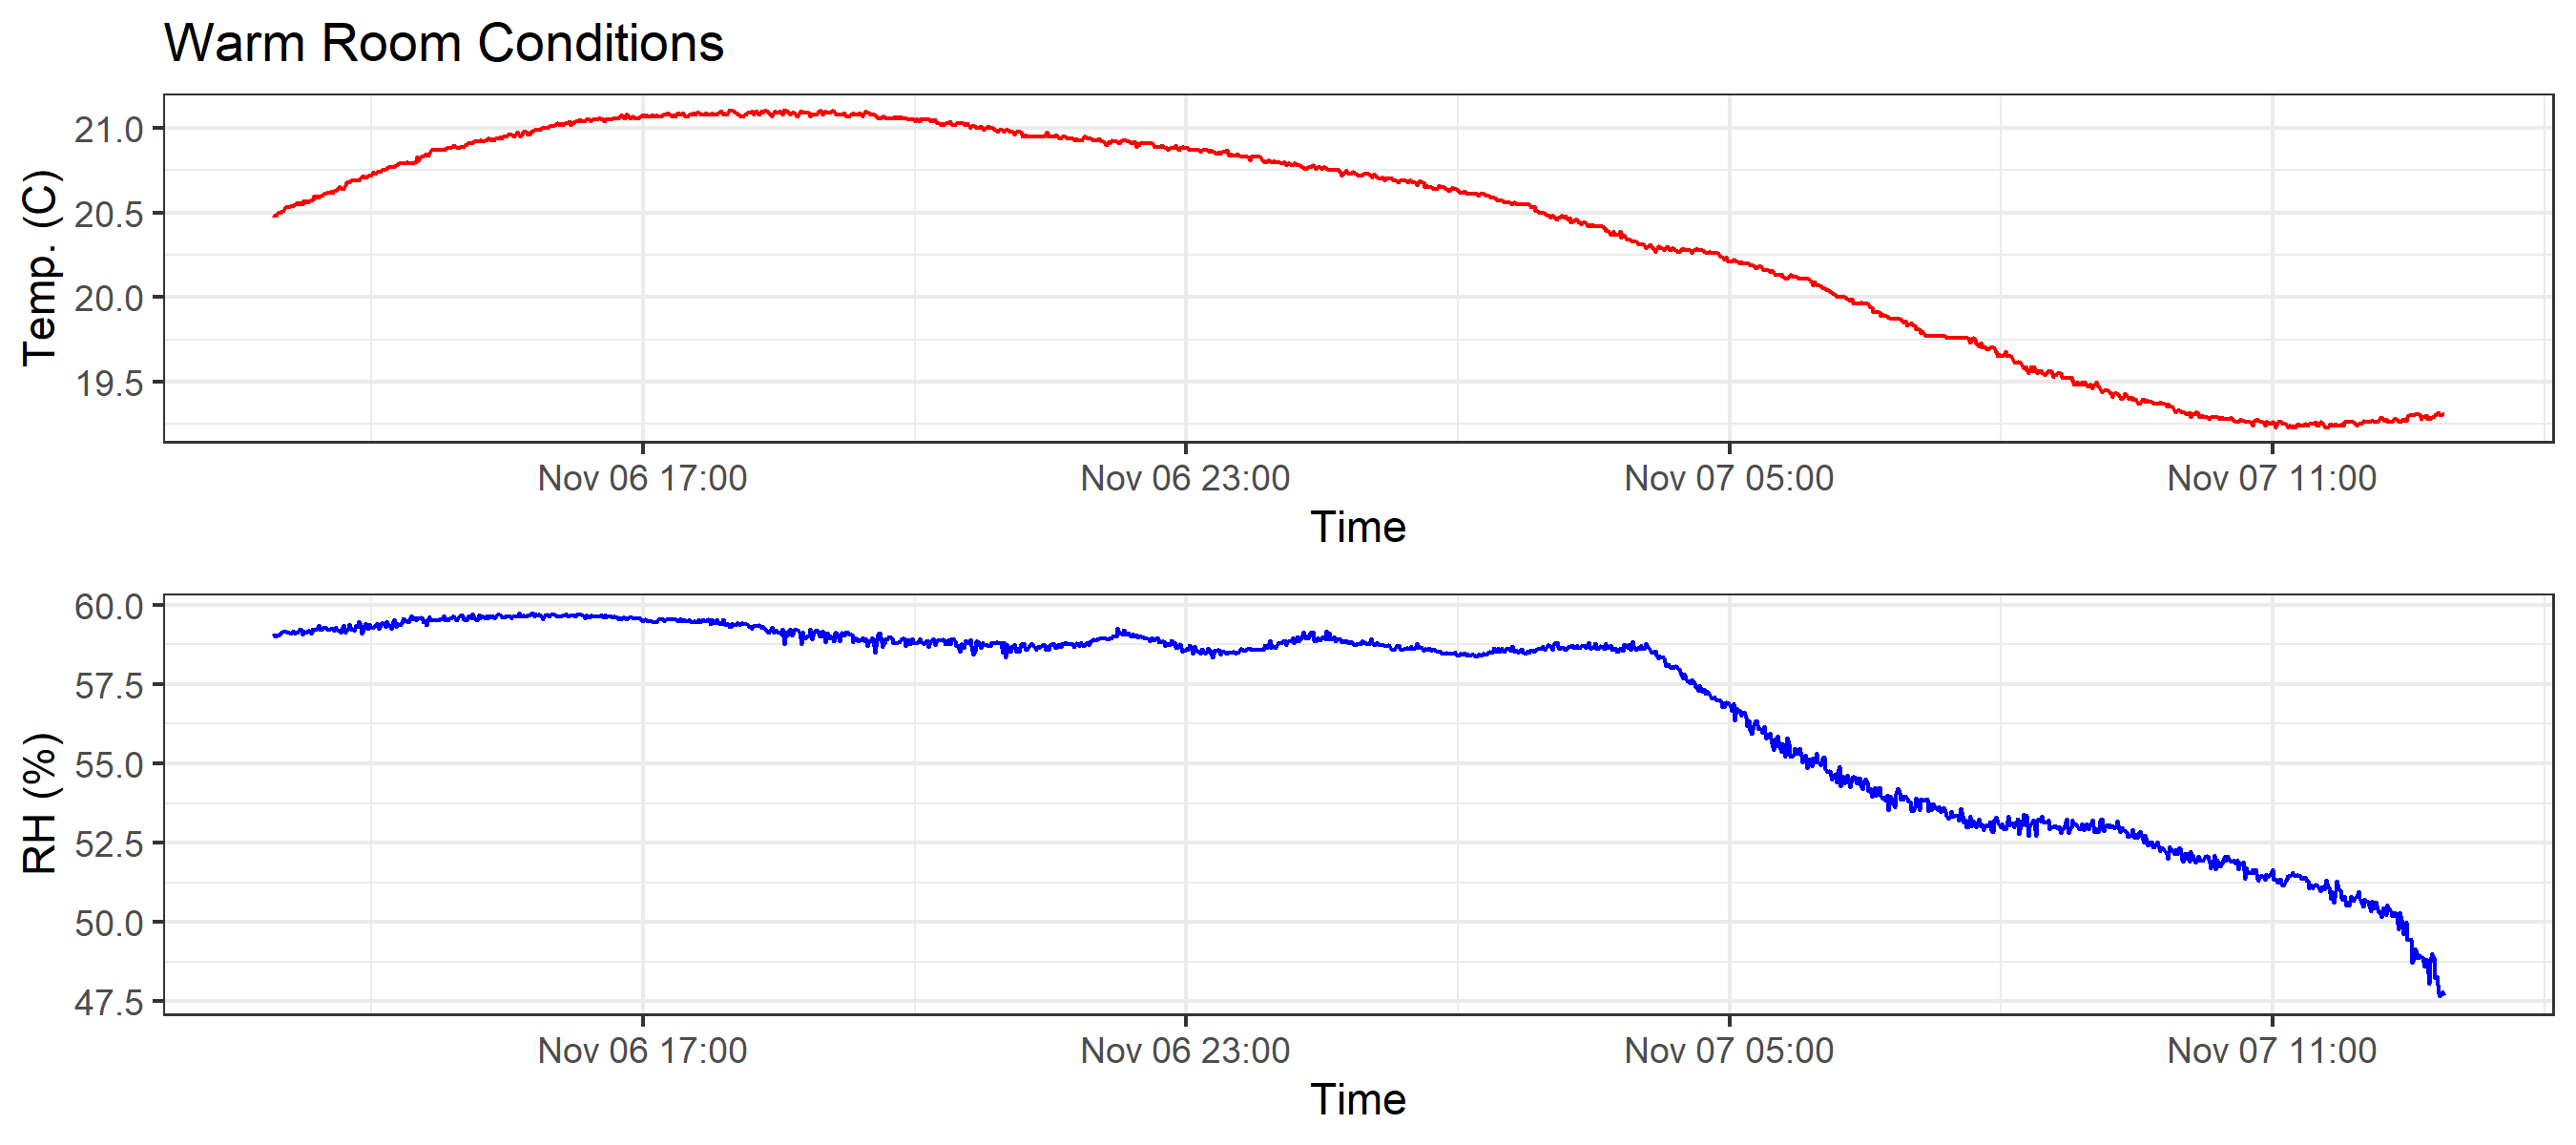 Warm Room Conditions
Temp. (C)
21.0
20.5
20.0
19.5
Nov 06 17:00 Nov 06 23:00 Nov 07 05:00 Nov 07 11:00
Time
RH (%)
60.0
57.5
55.0
52.5
50.0
47.5
Nov 06 17:00 Nov 06 23:00 Nov 07 05:00 Nov 07 11:00
Time